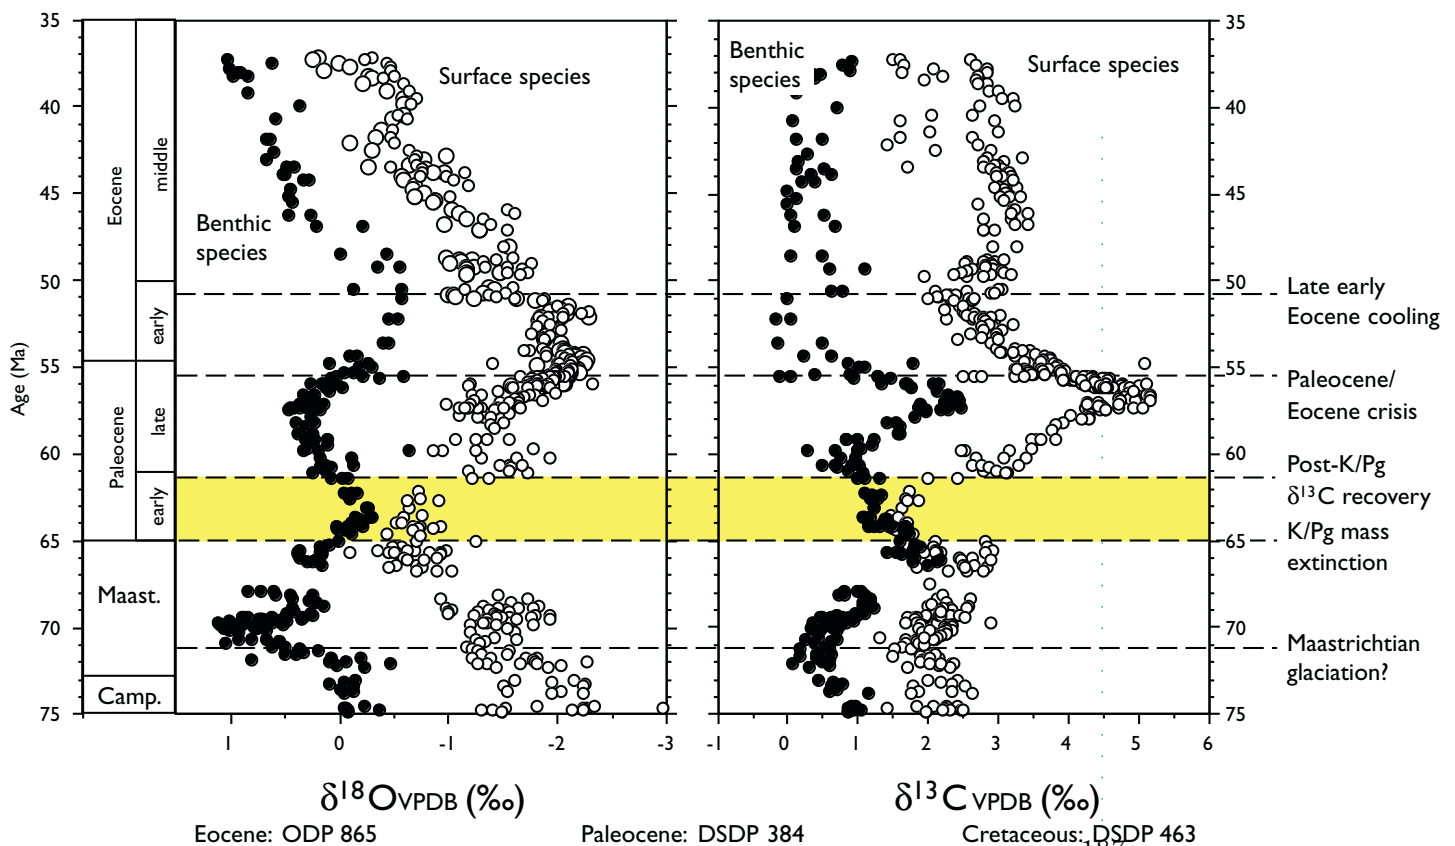 35
40
45
50
55
60
65
70
75
Age (Ma)
Eocene
middle
early
Paleocene
late
early
Maast.
Camp.
Surface species
Benthic
species
1
0
-1
-2
-3
δ18OVPDB (‰)
35
40
45
50
55
60
65
70
75
Benthic
species
Surface species
-1
0
1
2
3
4
5
6
δ13CVPDB (‰)
Late early
Eocene cooling
Paleocene/
Eocene crisis
Post-K/Pg
δ13C recovery
K/Pg mass
extinction
Maastrichtian
glaciation?
Eocene: ODP 865
Paleocene: DSDP 384
Cretaceous: DSDP 463